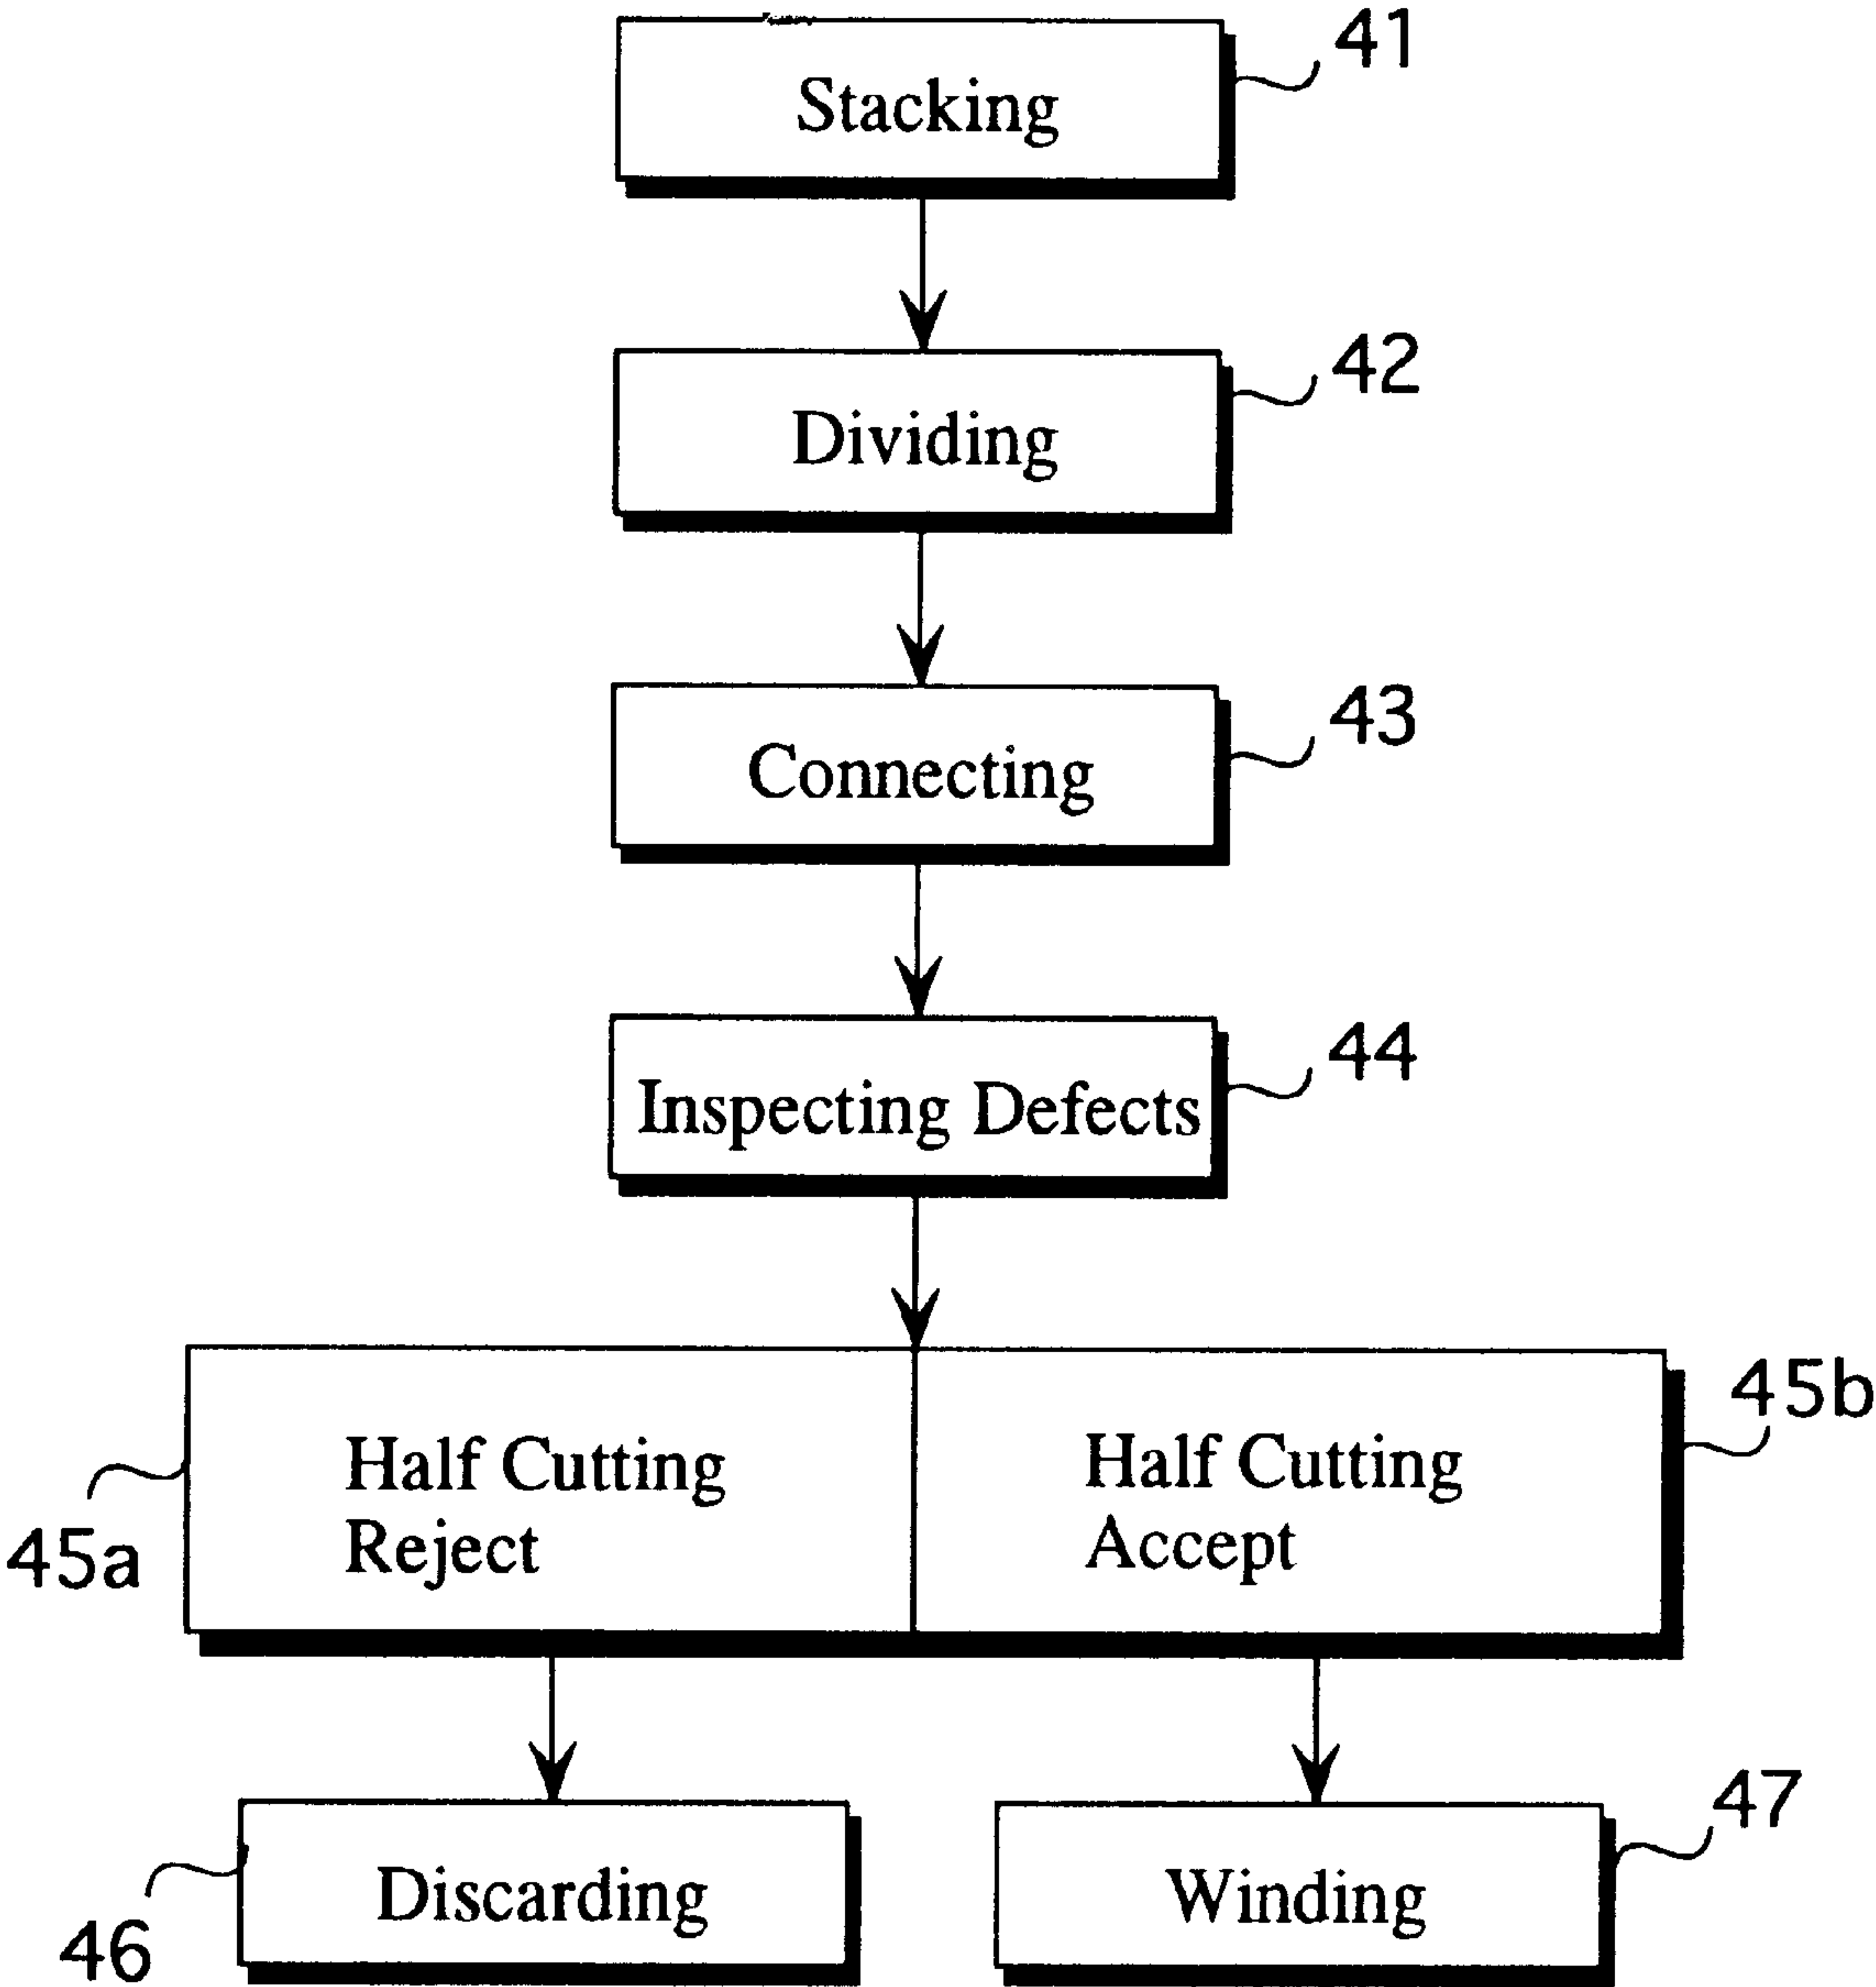 Stacking
41
Dividing
42
Connecting
43
Inspecting Defects
44
Half Cutting
Reject
45a
Half Cutting
Accept
45b
Discarding
46
Winding
47